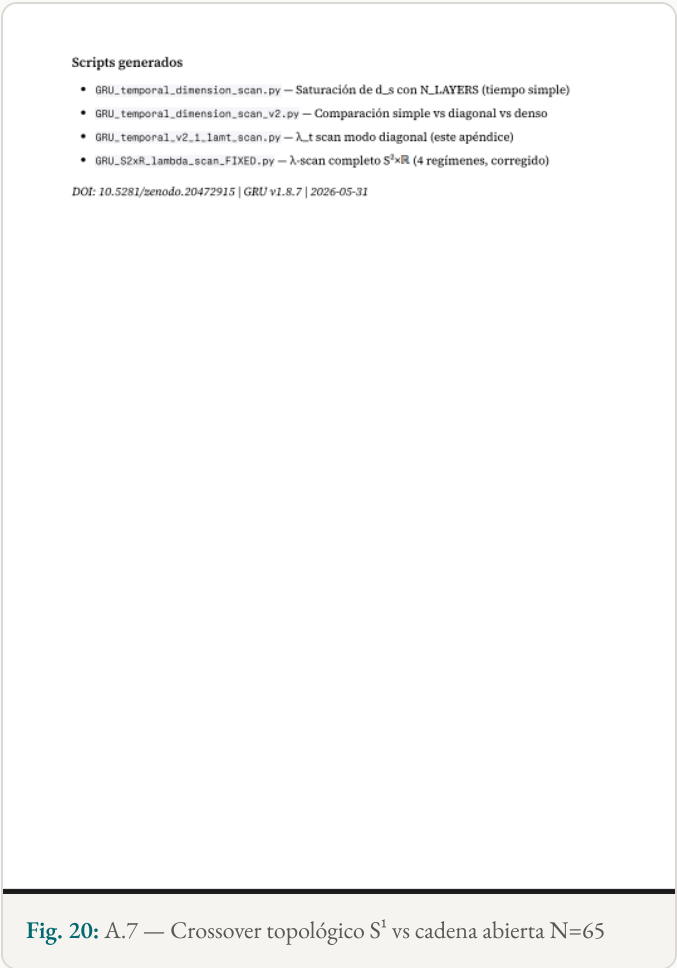 Scripts generados
• GRU_temporal_dimension_scan.py — Saturación de d_s con N_LAYERS (tiempo simple)
• GRU_temporal_dimension_scan_v2.py — Comparación simple vs diagonal vs denso
• GRU_temporal_v2_1_lamt_scan.py — λ_t scan modo diagonal (este apéndice)
• GRU_S2xR_lambda_scan_FIXED.py — λ-scan completo S²×ℝ (4 regímenes, corregido)
DOI: 10.5281/zenodo.20472915 | GRU v1.8.7 | 2026-05-31
Fig. 20: A.7 — Crossover topológico S¹ vs cadena abierta N=65